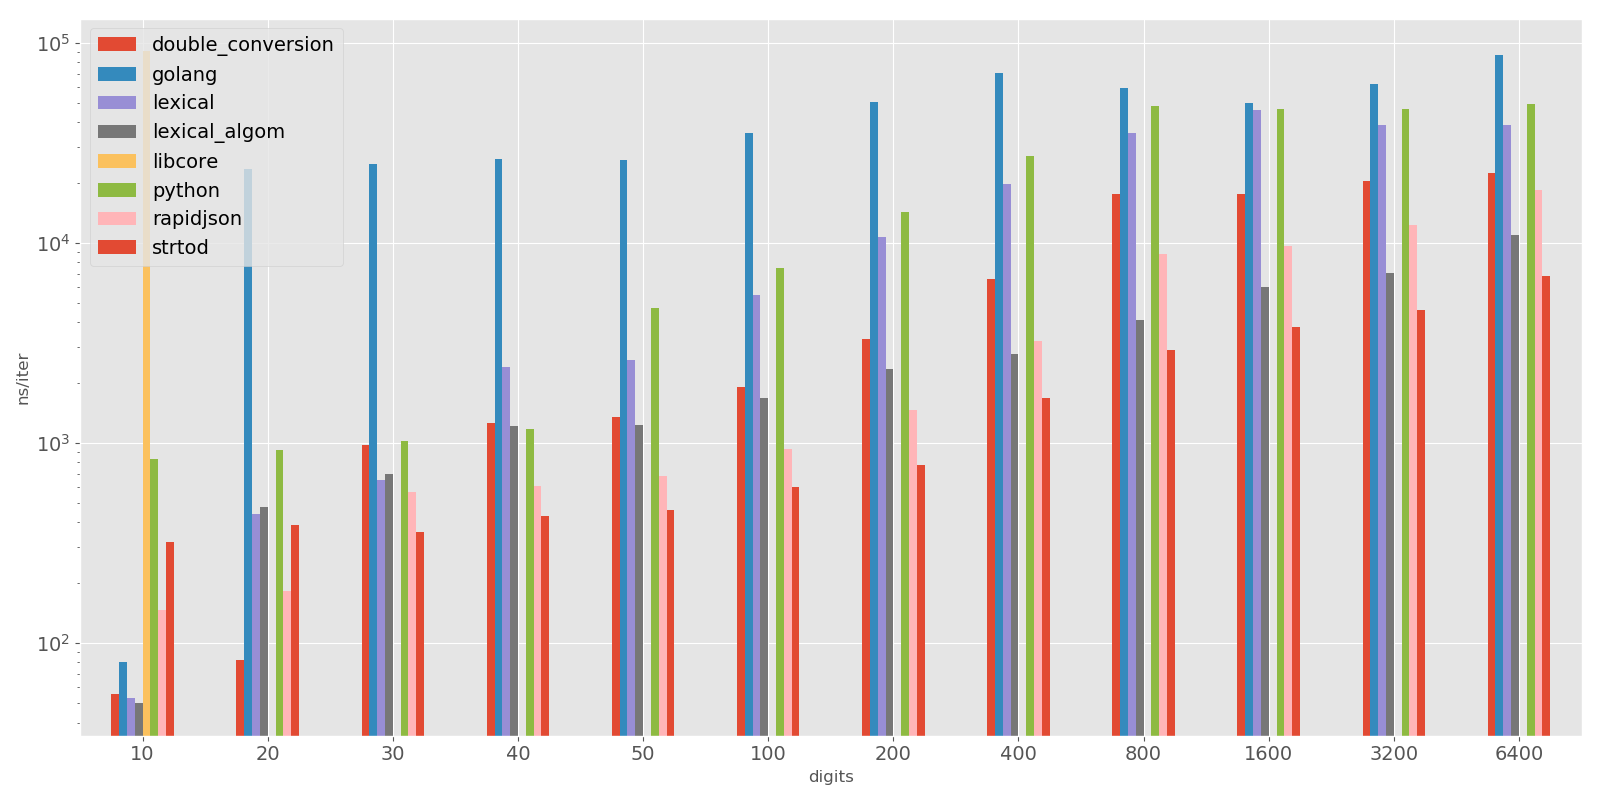 double_conversion
golang
lexical
lexical_algom
libcore
python
rapidjson
strtod
10^5
10^4
10^3
10^2
ns/iter
10 20 30 40 50 100 200 400 800 1600 3200 6400
digits